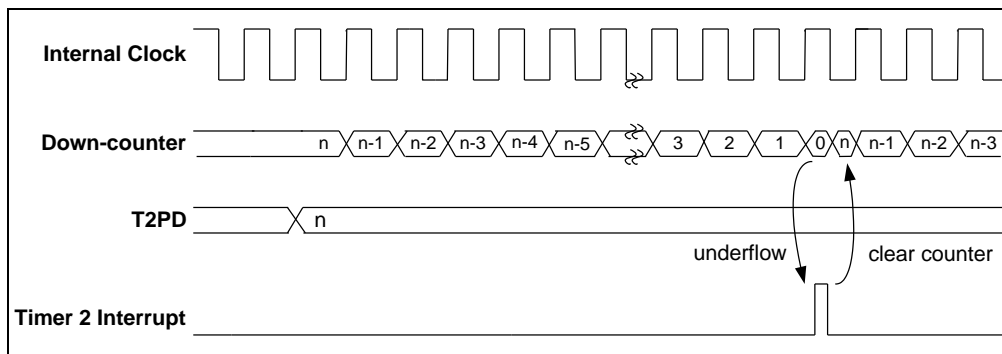 Internal Clock
Down-counter n n-1 n-2 n-3 n-4 n-5 3 2 1 0 n n-1 n-2 n-3
T2PD n
underflow clear counter
Timer 2 Interrupt